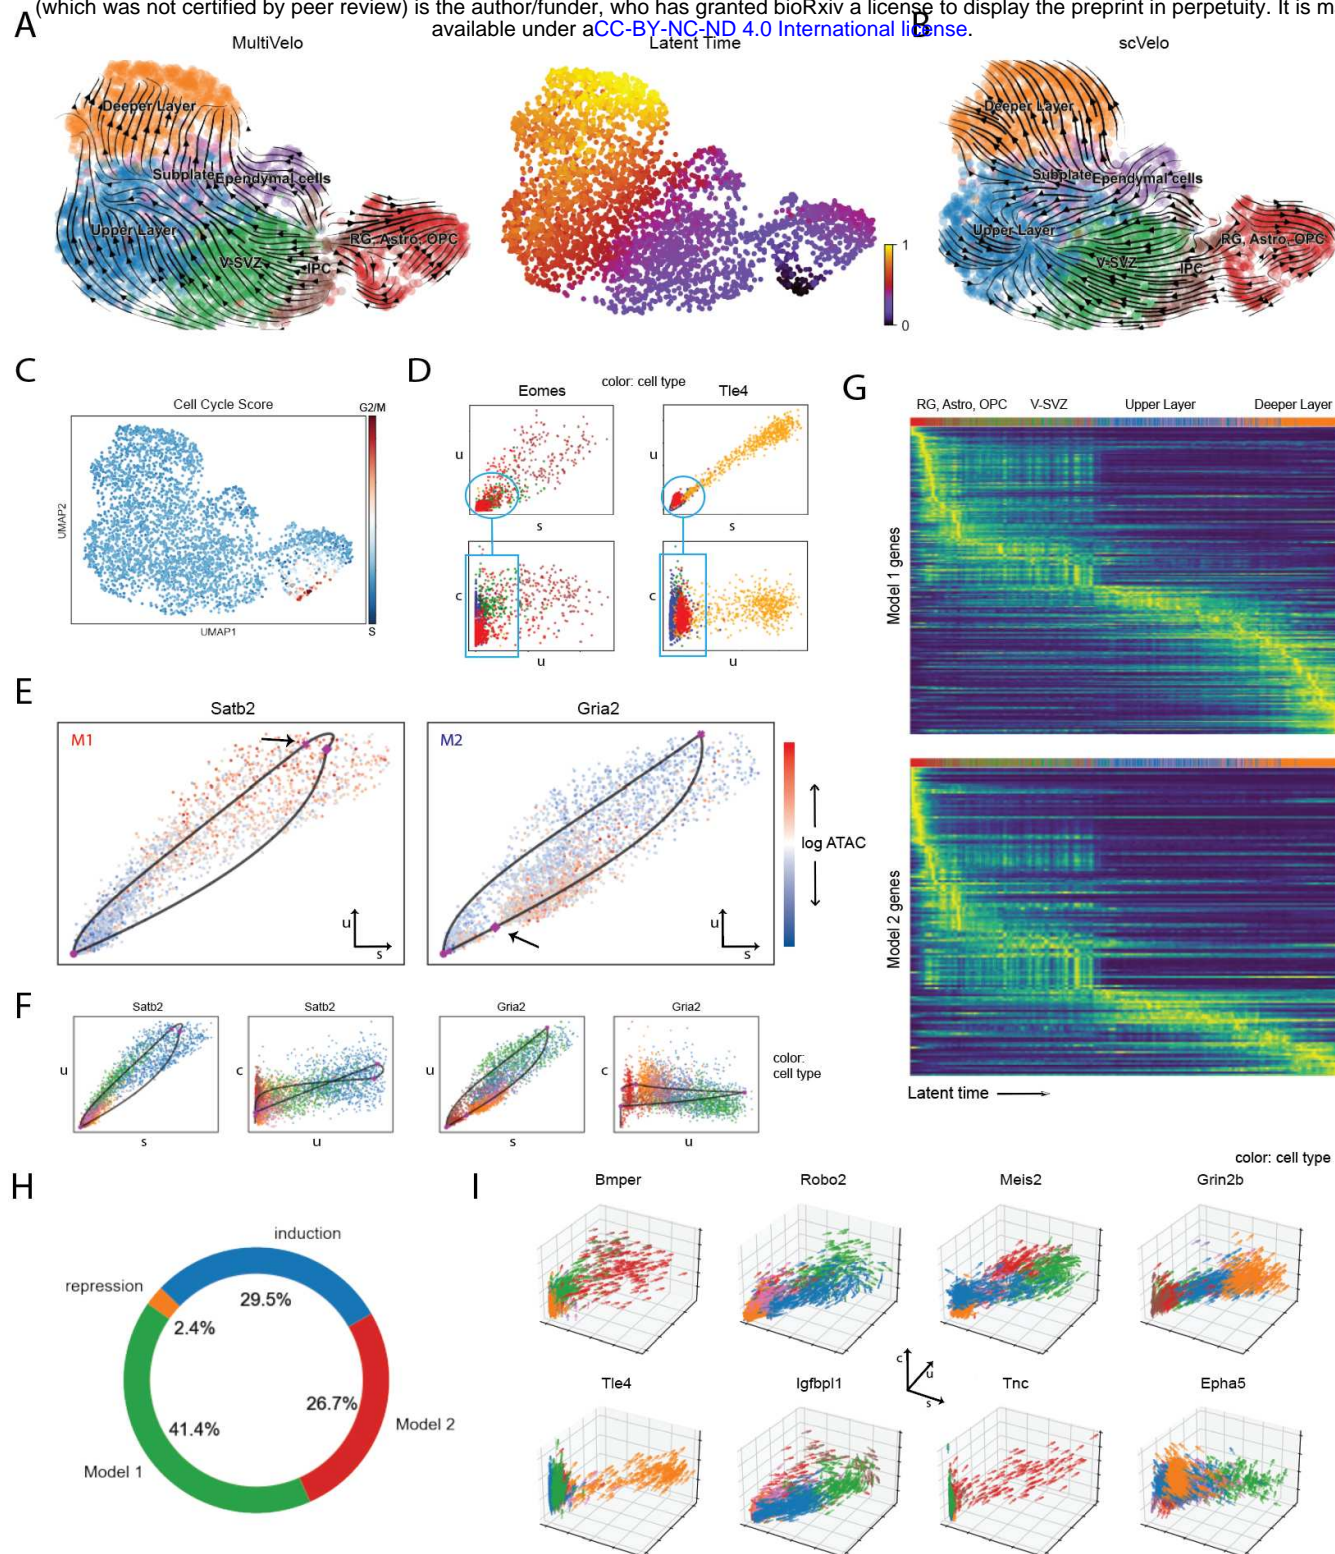 (which was not certified by peer review) is the author/funder, who has granted bioRxiv a license to display the preprint in perpetuity. It is m
available under aCC-BY-NC-ND 4.0 International license.
A
MultiVelo
Latent Time
B
scVelo
Deeper Layer
Subplate
Ependymal cells
Upper Layer
RG, Astro, OPC
V-SVZ
IPC
1
0
Deeper Layer
Subplate
Ependymal cells
Upper Layer
RG, Astro, OPC
V-SVZ
IPC
C
Cell Cycle Score
G2/M
S
UMAP2
UMAP1
D
color: cell type
Eomes
Tle4
u
s
u
s
c
u
c
u
E
Satb2
M1
u
s
Gria2
M2
u
s
log ATAC
F
Satb2
u
s
Satb2
c
u
Gria2
u
s
Gria2
c
u
color:
cell type
G
RG, Astro, OPC
V-SVZ
Upper Layer
Deeper Layer
Model 1 genes
Model 2 genes
Latent time
H
induction
29.5%
repression
2.4%
26.7%
Model 2
41.4%
Model 1
I
color: cell type
Bmper
Robo2
Meis2
Grin2b
c
u
s
Tle4
Igfbpl1
Tnc
Epha5